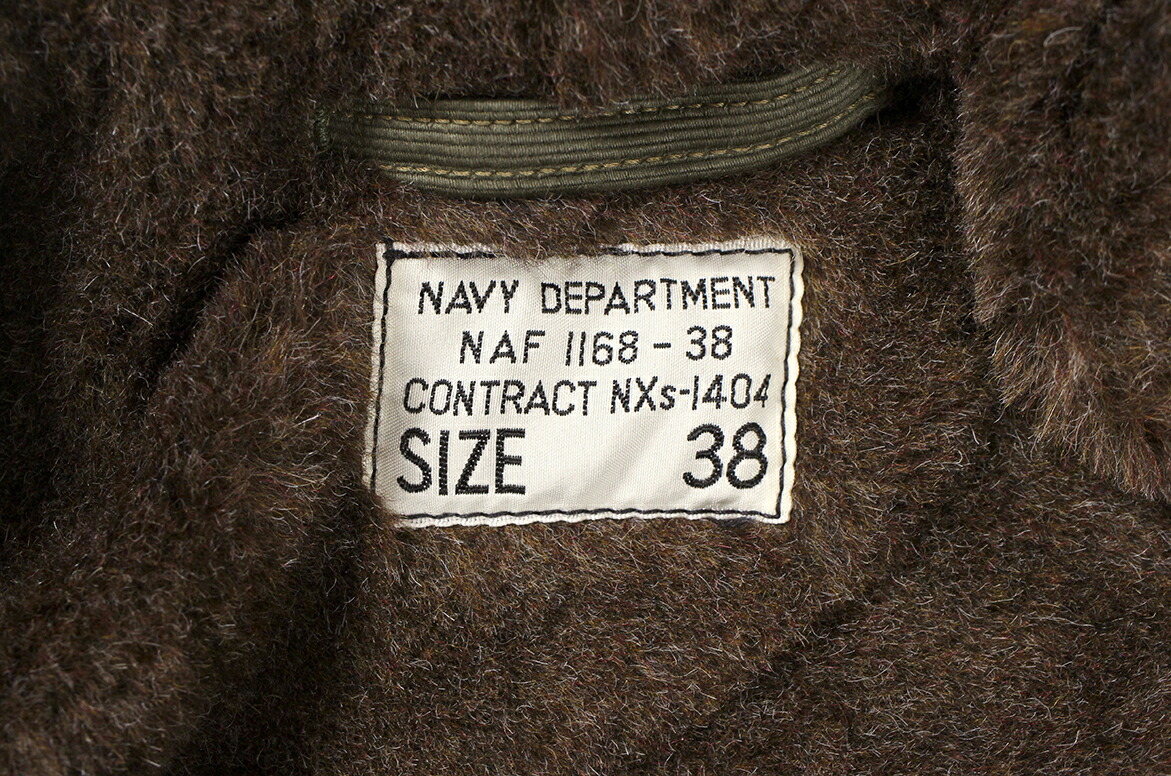 NAVY DEPARTMENT
NAF 1168 - 38
CONTRACT NXs-1404
SIZE 38